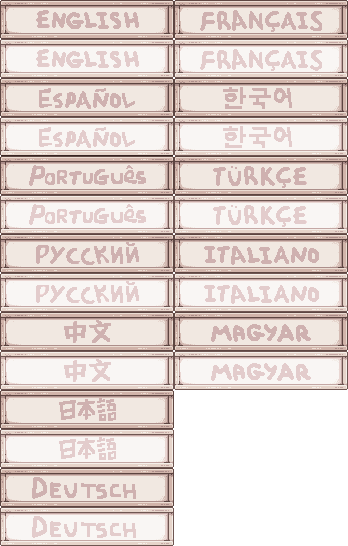 ENGLISH
FRANÇAIS
ENGLISH
FRANÇAIS
ESPAÑOL
한국어
ESPAÑOL
한국어
PORTUGUÊS
TÜRKÇE
PORTUGUÊS
TÜRKÇE
РУССКИЙ
ITALIANO
РУССКИЙ
ITALIANO
中文
MAGYAR
中文
MAGYAR
日本語
日本語
DEUTSCH
DEUTSCH